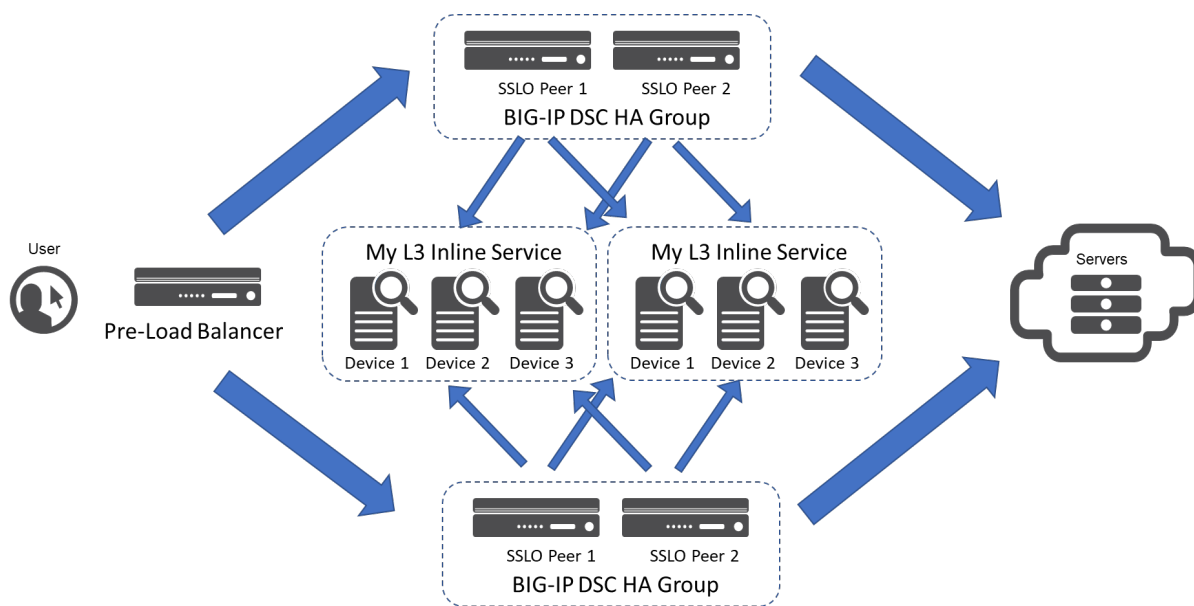 SSLO Peer 1
SSLO Peer 2
BIG-IP DSC HA Group
User
Pre-Load Balancer
My L3 Inline Service
Device 1
Device 2
Device 3
My L3 Inline Service
Device 1
Device 2
Device 3
Servers
SSLO Peer 1
SSLO Peer 2
BIG-IP DSC HA Group